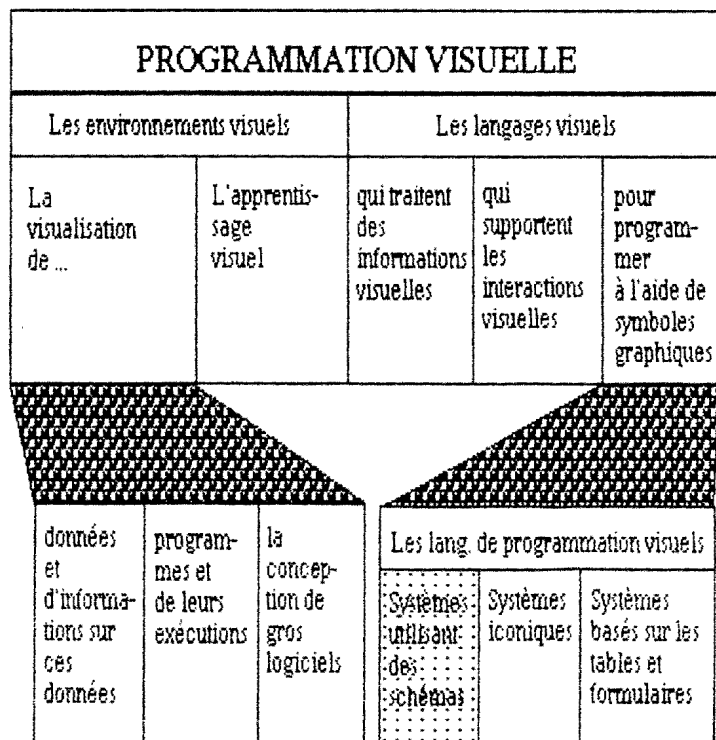 PROGRAMMATION VISUELLE
Les environnements visuels
Les langages visuels
La
visualisation
de ...
L'apprentis-
sage
visuel
qui traitent
des
informations
visuelles
qui
supportent
les
interactions
visuelles
pour
program-
mer
à l'aide de
symboles
graphiques
données
et
d'informa-
tions sur
ces
données
program-
mes et
de leurs
exécutions
la
concep-
tion de
gros
logiciels
Les lang. de programmation visuels
Systèmes
utilisant
des
schémas
Systèmes
iconiques
Systèmes
basés sur les
tables et
formulaires